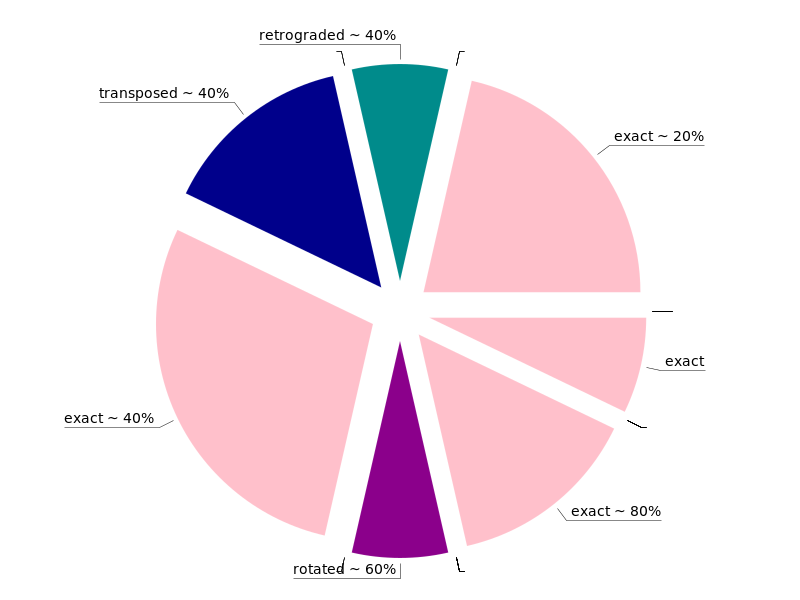 retrograded ~ 40%
transposed ~ 40%
exact ~ 20%
exact
exact ~ 40%
exact ~ 80%
rotated ~ 60%